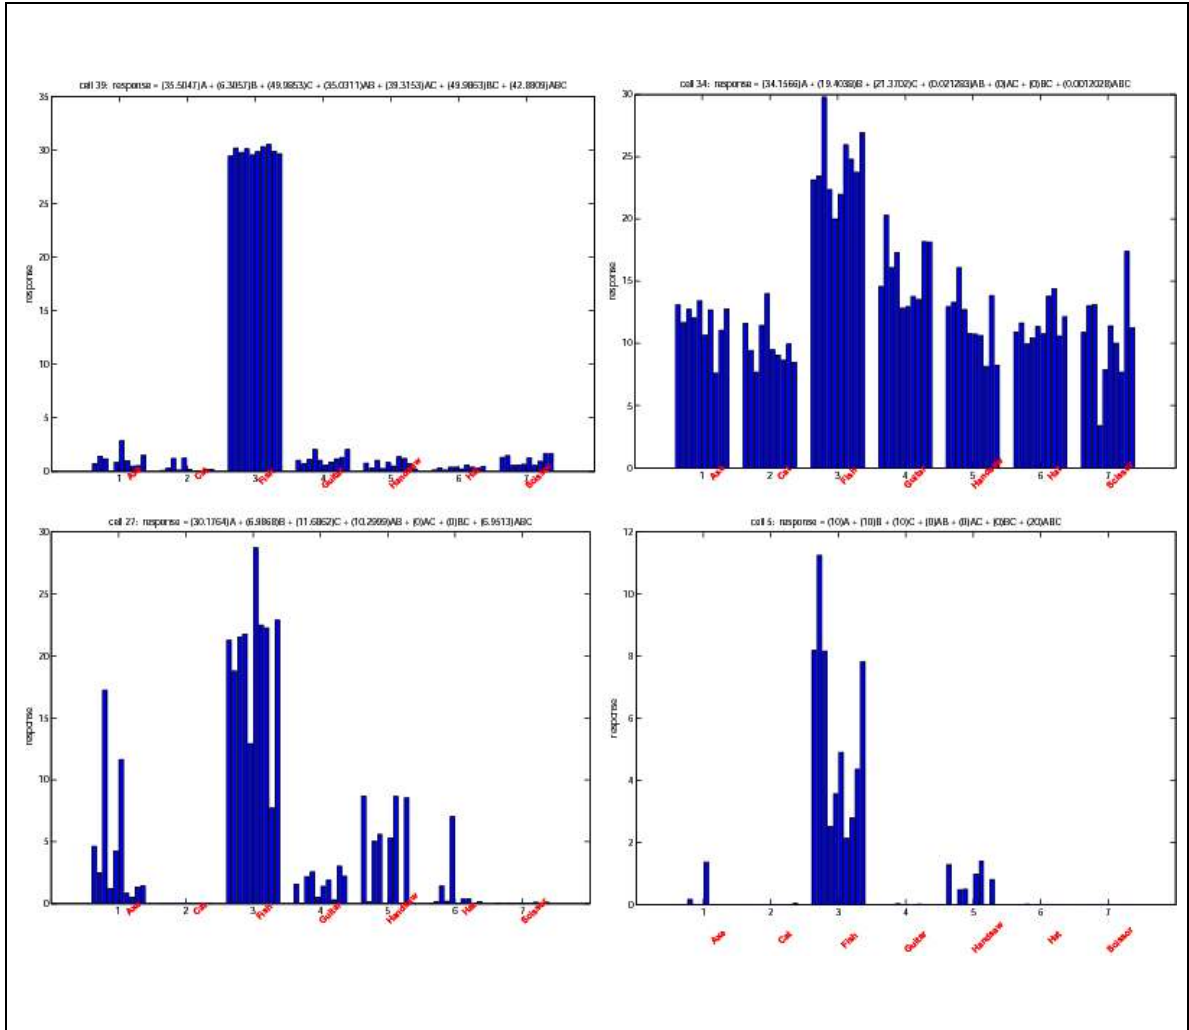 cell 39: response = (35.5047)A + (6.3057)B + (49.9853)C + (35.0311)AB + (39.3153)AC + (49.9863)BC + (42.8909)ABC
35
30
25
20
15
10
5
0
response
1 2 3 4 5 6 7
Axe Cat Fish Guitar Handsaw Hat Scissor
cell 34: response = (34.1566)A + (19.4038)B + (21.3702)C + (0.021283)AB + (0)AC + (0)BC + (0.0012028)ABC
30
25
20
15
10
5
0
response
1 2 3 4 5 6 7
Axe Cat Fish Guitar Handsaw Hat Scissor
cell 27: response = (30.1764)A + (6.9868)B + (11.6862)C + (10.2999)AB + (0)AC + (0)BC + (6.9513)ABC
30
25
20
15
10
5
0
response
1 2 3 4 5 6 7
Axe Cat Fish Guitar Handsaw Hat Scissor
cell 5: response = (10)A + (10)B + (10)C + (0)AB + (0)AC + (0)BC + (20)ABC
12
10
8
6
4
2
0
response
1 2 3 4 5 6 7
Axe Cat Fish Guitar Handsaw Hat Scissor